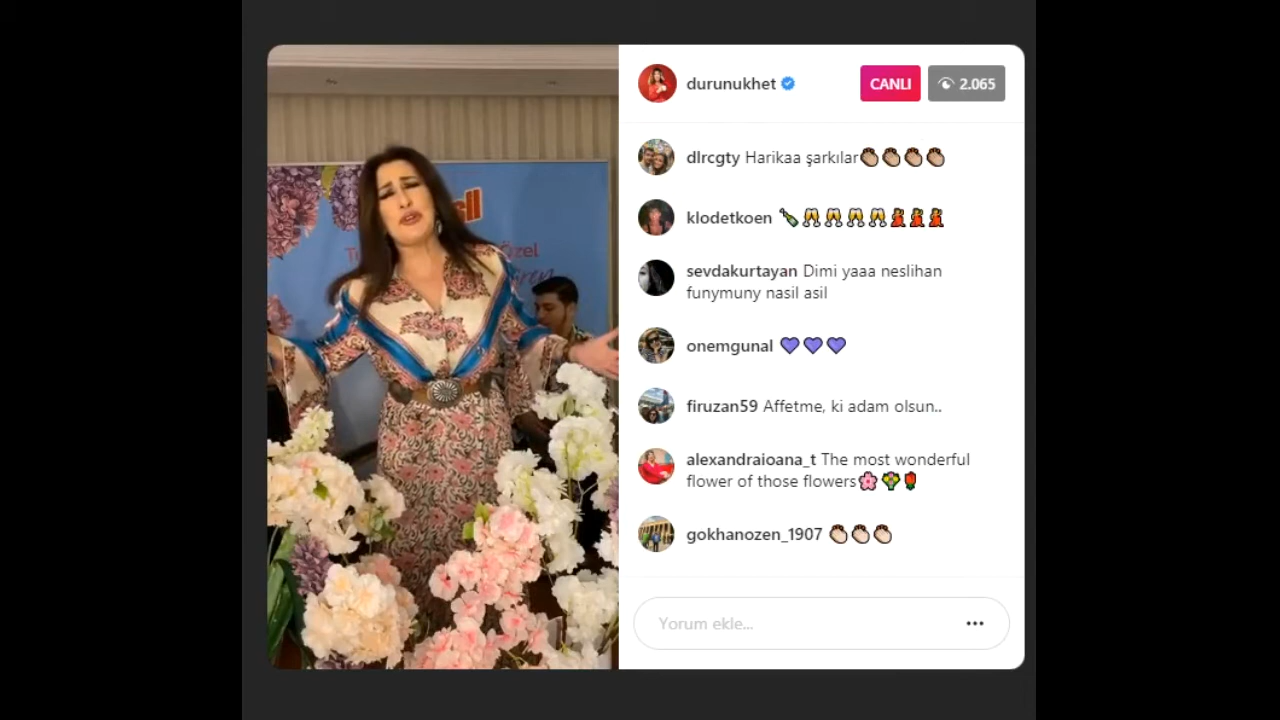 durunukhet
CANLI
2.065
dlrcgty Harikaa şarkılar👏👏👏👏
klodetkoen 🍾🥂🥂🥂🥂💃💃💃
sevdakurtayan Dimi yaaa neslihan
funymuny nasil asil
onemgunal 💜💜💜
firuzan59 Affetme, ki adam olsun..
alexandraioana_t The most wonderful
flower of those flowers🌸💐🌹
gokhanozen_1907 👏👏👏
Yorum ekle...
Özel